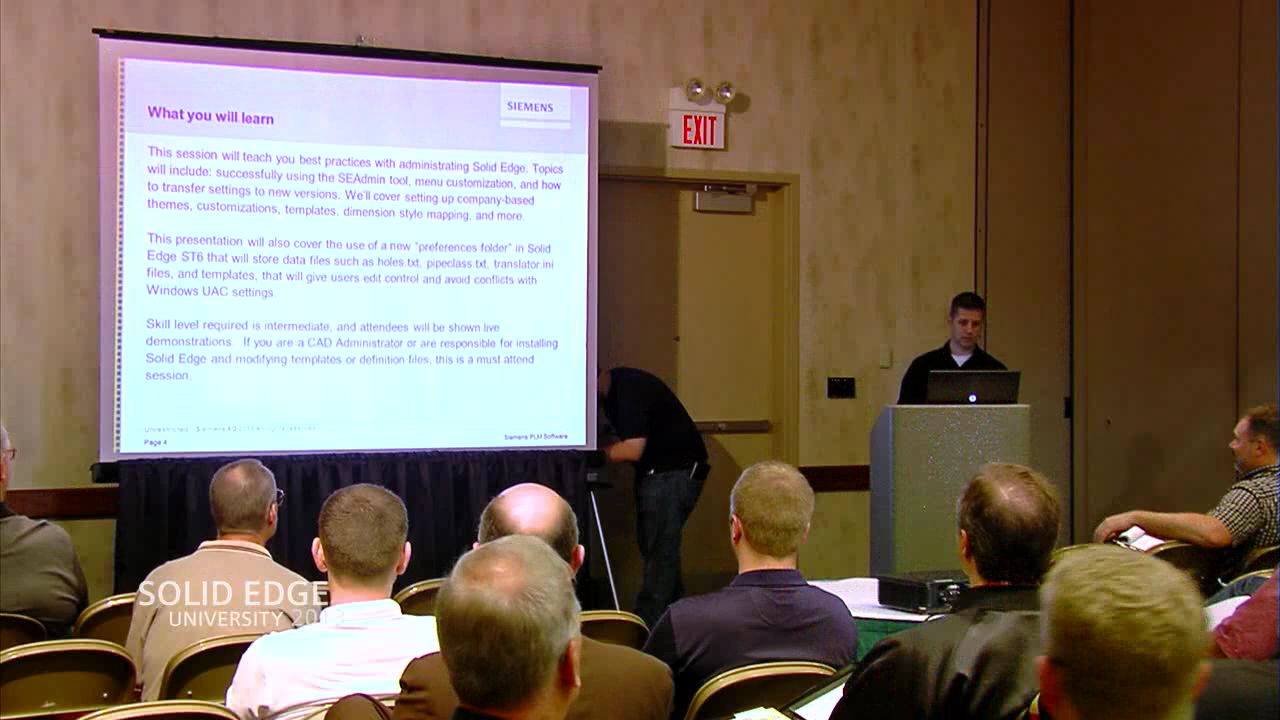 What you will learn
SIEMENS
This session will teach you best practices with administrating Solid Edge. Topics
will include: successfully using the SEAdmin tool, menu customization, and how
to transfer settings to new versions. We'll cover setting up company-based
themes, customizations, templates, dimension style mapping, and more.
This presentation will also cover the use of a new "preferences folder" in Solid
Edge ST6 that will store data files such as holes.txt, pipeclass.txt, translator.ini
files, and templates, that will give users edit control and avoid conflicts with
Windows UAC settings.
Skill level required is intermediate, and attendees will be shown live
demonstrations. If you are a CAD Administrator or are responsible for installing
Solid Edge and modifying templates or definition files, this is a must attend
session.
Page 4
Siemens PLM Software
EXIT
SOLID EDGE
UNIVERSITY 2013